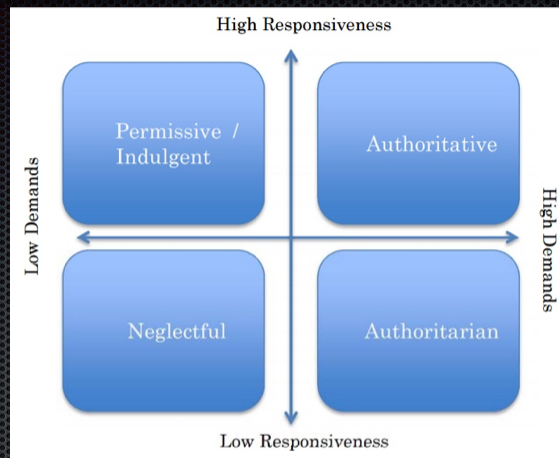 High Responsiveness
Permissive /
Indulgent
Authoritative
Low Demands
High Demands
Neglectful
Authoritarian
Low Responsiveness